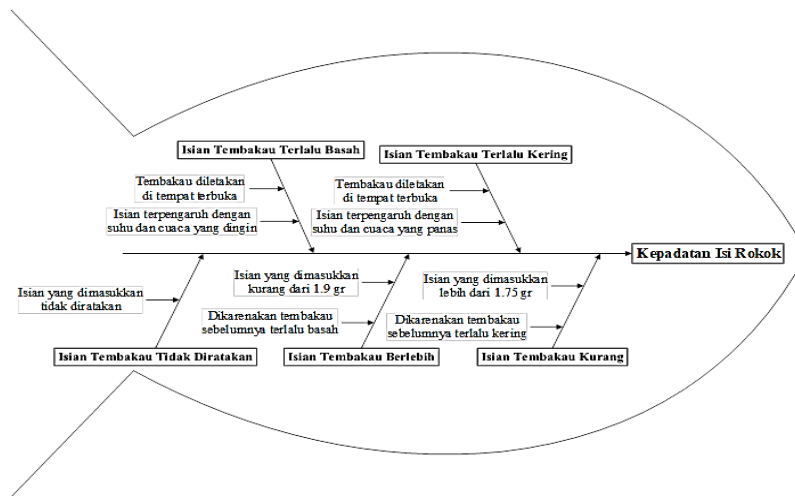 Isian Tembakau Terlalu Basah
Isian Tembakau Terlalu Kering
Tembakau diletakan
di tempat terbuka
Isian terpengaruh dengan
suhu dan cuaca yang dingin
Tembakau diletakan
di tempat terbuka
Isian terpengaruh dengan
suhu dan cuaca yang panas
Kepadatan Isi Rokok
Isian yang dimasukkan
tidak diratakan
Isian yang dimasukkan
kurang dari 1.9 gr
Dikarenakan tembakau
sebelumnya terlalu basah
Isian yang dimasukkan
lebih dari 1.75 gr
Dikarenakan tembakau
sebelumnya terlalu kering
Isian Tembakau Tidak Diratakan
Isian Tembakau Berlebih
Isian Tembakau Kurang